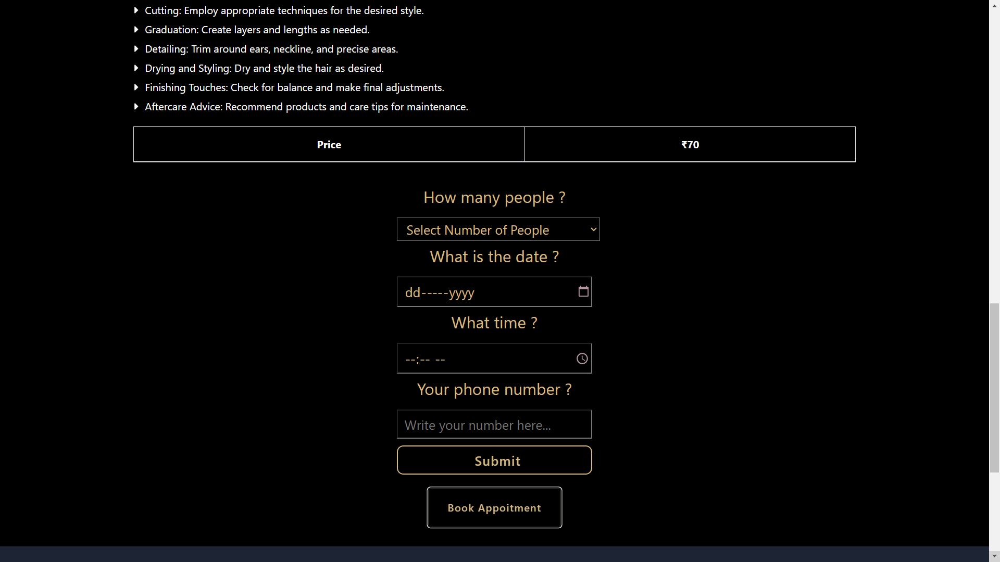 Cutting: Employ appropriate techniques for the desired style.
Graduation: Create layers and lengths as needed.
Detailing: Trim around ears, neckline, and precise areas.
Drying and Styling: Dry and style the hair as desired.
Finishing Touches: Check for balance and make final adjustments.
Aftercare Advice: Recommend products and care tips for maintenance.
Price ₹70
How many people ?
Select Number of People
What is the date ?
dd-----yyyy
What time ?
--:-- --
Your phone number ?
Write your number here...
Submit
Book Appoitment